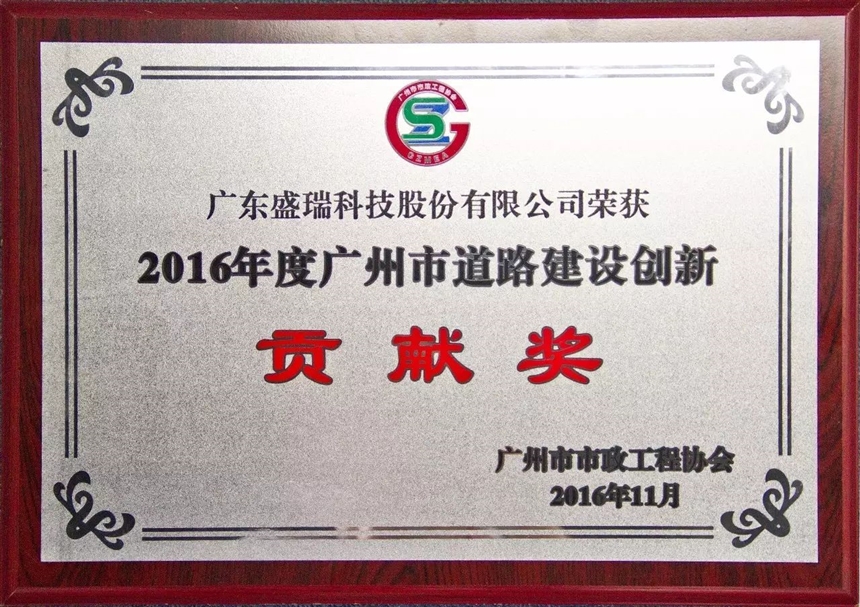 广州市市政工程协会
GZMEA
广东盛瑞科技股份有限公司荣获
2016年度广州市道路建设创新
贡献奖
广州市市政工程协会
2016年11月